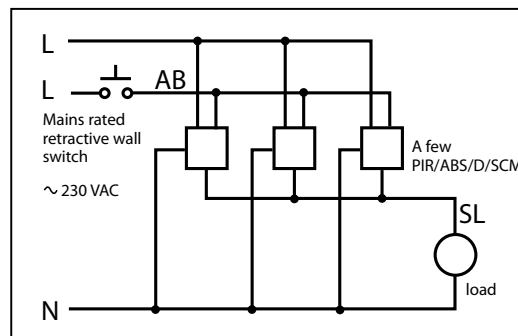 L
L
AB
Mains rated
retractive wall
switch
~ 230 VAC
A few
PIR/ABS/D/SCM
SL
load
N